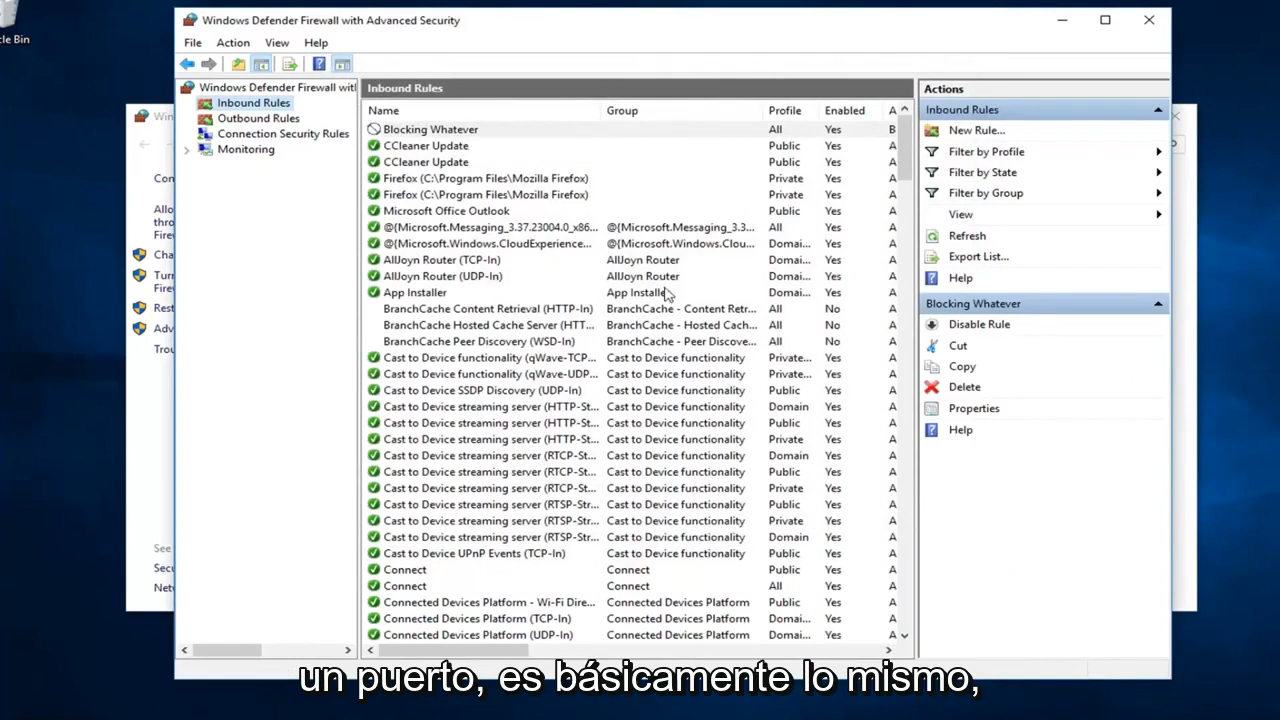 cle Bin
Windows Defender Firewall with Advanced Security
File Action View Help
Windows Defender Firewall wit
Inbound Rules
Outbound Rules
Connection Security Rules
Monitoring
Inbound Rules
Name Group Profile Enabled A
Blocking Whatever All Yes B
CCleaner Update Public Yes A
CCleaner Update Public Yes A
Firefox (C:\Program Files\Mozilla Firefox) Private Yes A
Firefox (C:\Program Files\Mozilla Firefox) Private Yes A
Microsoft Office Outlook Public Yes A
@{Microsoft.Messaging_3.37.23004.0_x86... @{Microsoft.Messaging_3.3... All Yes A
@{Microsoft.Windows.CloudExperience... @{Microsoft.Windows.Clou... Domai... Yes A
AllJoyn Router (TCP-In) AllJoyn Router Domai... Yes A
AllJoyn Router (UDP-In) AllJoyn Router Domai... Yes A
App Installer App Installe Domai... Yes A
BranchCache Content Retrieval (HTTP-In) BranchCache - Content Retr... All No A
BranchCache Hosted Cache Server (HTT... BranchCache - Hosted Cach... All No A
BranchCache Peer Discovery (WSD-In) BranchCache - Peer Discove... All No A
Cast to Device functionality (qWave-TCP... Cast to Device functionality Private... Yes A
Cast to Device functionality (qWave-UDP... Cast to Device functionality Private... Yes A
Cast to Device SSDP Discovery (UDP-In) Cast to Device functionality Public Yes A
Cast to Device streaming server (HTTP-St... Cast to Device functionality Domain Yes A
Cast to Device streaming server (HTTP-St... Cast to Device functionality Public Yes A
Cast to Device streaming server (HTTP-St... Cast to Device functionality Private Yes A
Cast to Device streaming server (RTCP-St... Cast to Device functionality Domain Yes A
Cast to Device streaming server (RTCP-St... Cast to Device functionality Public Yes A
Cast to Device streaming server (RTCP-St... Cast to Device functionality Private Yes A
Cast to Device streaming server (RTSP-Str... Cast to Device functionality Public Yes A
Cast to Device streaming server (RTSP-Str... Cast to Device functionality Private Yes A
Cast to Device streaming server (RTSP-Str... Cast to Device functionality Domain Yes A
Cast to Device UPnP Events (TCP-In) Cast to Device functionality Public Yes A
Connect Connect Public Yes A
Connect Connect All Yes A
Connected Devices Platform - Wi-Fi Dire... Connected Devices Platform Public Yes A
Connected Devices Platform (TCP-In) Connected Devices Platform Domai... Yes A
Connected Devices Platform (UDP-In) Connected Devices Platform Domai... Yes A
Actions
Inbound Rules
New Rule...
Filter by Profile
Filter by State
Filter by Group
View
Refresh
Export List...
Help
Blocking Whatever
Disable Rule
Cut
Copy
Delete
Properties
Help
Win
Con
Allo
thro
Fire
Cha
Turr
Rest
Adv
Trou
See
Secu
Netv
un puerto, es básicamente lo mismo,